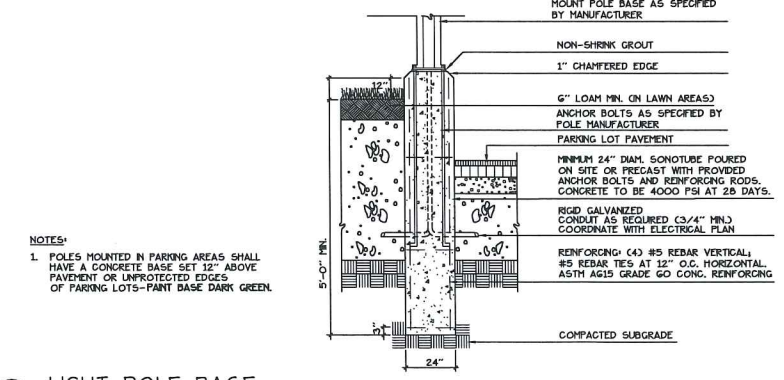 MOUNT POLE BASE AS SPECIFIED
BY MANUFACTURER
NON-SHRINK GROUT
1" CHAMFERED EDGE
12"
6" LOAM MIN. (IN LAWN AREAS)
ANCHOR BOLTS AS SPECIFIED BY
POLE MANUFACTURER
PARKING LOT PAVEMENT
MINIMUM 24" DIAM. SONOTUBE POURED
ON SITE OR PRECAST WITH PROVIDED
ANCHOR BOLTS AND REINFORCING RODS.
CONCRETE TO BE 4000 PSI AT 28 DAYS.
RIGID GALVANIZED
CONDUIT AS REQUIRED (3/4" MIN.)
COORDINATE WITH ELECTRICAL PLAN
REINFORCING: (4) #5 REBAR VERTICAL;
#5 REBAR TIES AT 12" O.C. HORIZONTAL.
ASTM A615 GRADE 60 CONC. REINFORCING
COMPACTED SUBGRADE
5'-0" MIN.
3"
24"
NOTES:
1. POLES MOUNTED IN PARKING AREAS SHALL
HAVE A CONCRETE BASE SET 12" ABOVE
PAVEMENT OR UNPROTECTED EDGES
OF PARKING LOTS-PAINT BASE DARK GREEN.
LIGHT POLE BASE